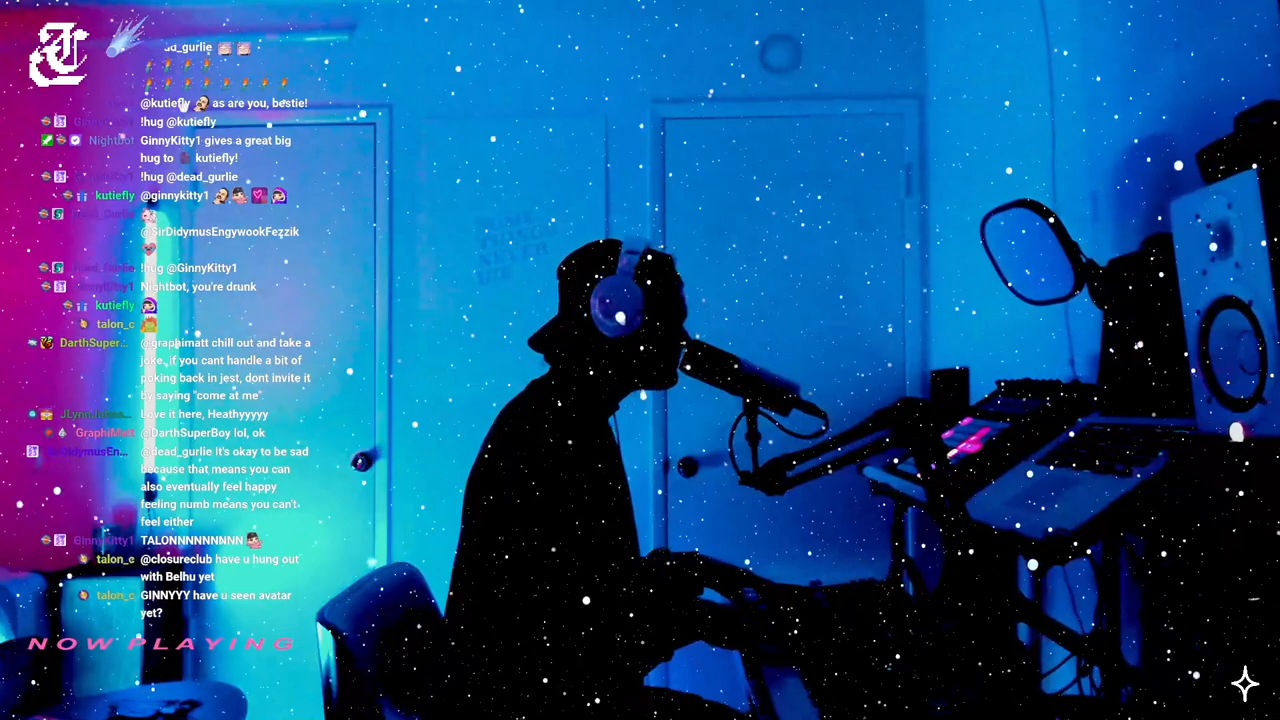 @kutiefly as are you, bestie!
GinnyKitty1 !hug @kutiefly
Nightbot GinnyKitty1 gives a great big
hug to kutiefly!
!hug @dead_gurlie
kutiefly @ginnykitty1
@SirDidymusEngywookFezzik
!hug @GinnyKitty1
Nightbot, you're drunk
kutiefly
talon_c
DarthSuper... @graphimatt chill out and take a
joke, if you cant handle a bit of
poking back in jest, dont invite it
by saying "come at me".
Love it here, Heathyyyyy
GraphiMatt @DarthSuperBoy lol, ok
@dead_gurlie It's okay to be sad
because that means you can
also eventually feel happy
feeling numb means you can't
feel either
GinnyKitty1 TALONNNNNNNNN
talon_c @closureclub have u hung out
with Belhu yet
talon_c GINNYYY have u seen avatar
yet?
NOW PLAYING